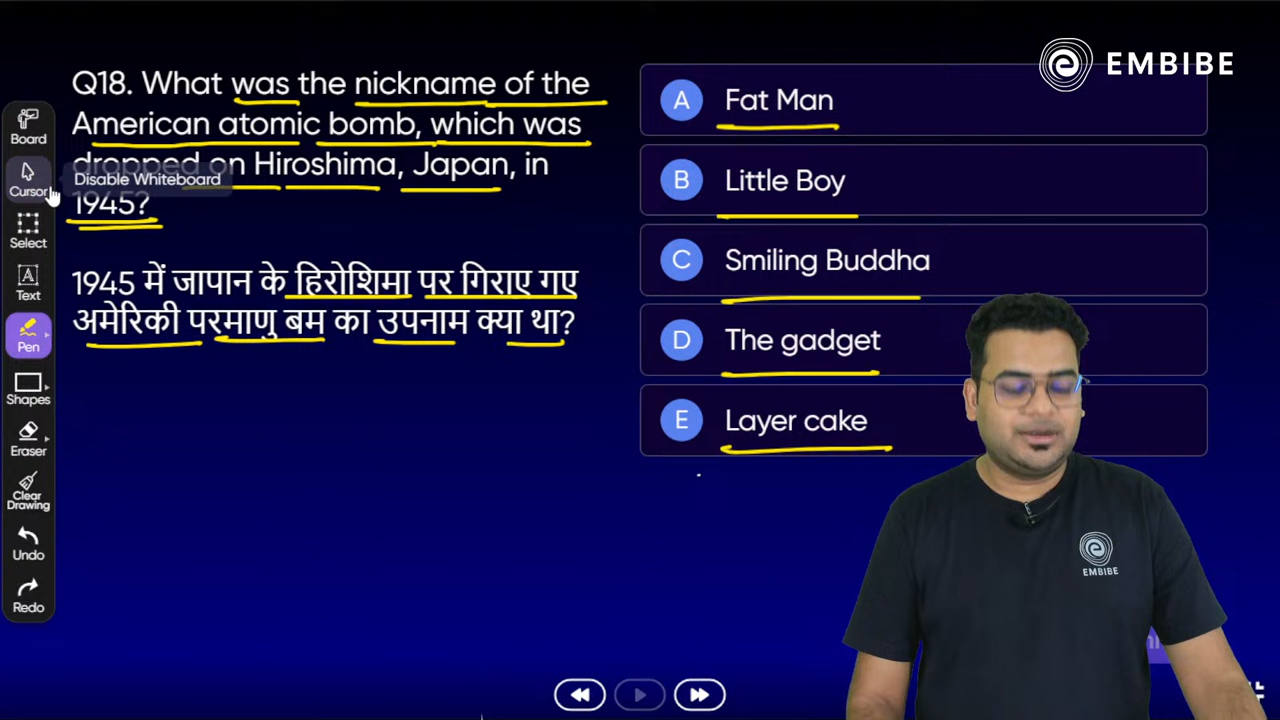 EMBIBE
Q18. What was the nickname of the
American atomic bomb, which was
dropped on Hiroshima, Japan, in
1945?
1945 में जापान के हिरोशिमा पर गिराए गए
अमेरिकी परमाणु बम का उपनाम क्या था?
A Fat Man
B Little Boy
C Smiling Buddha
D The gadget
E Layer cake
Board
Cursor
Disable Whiteboard
Select
Text
Pen
Shapes
Eraser
Clear
Drawing
Undo
Redo
EMBIBE